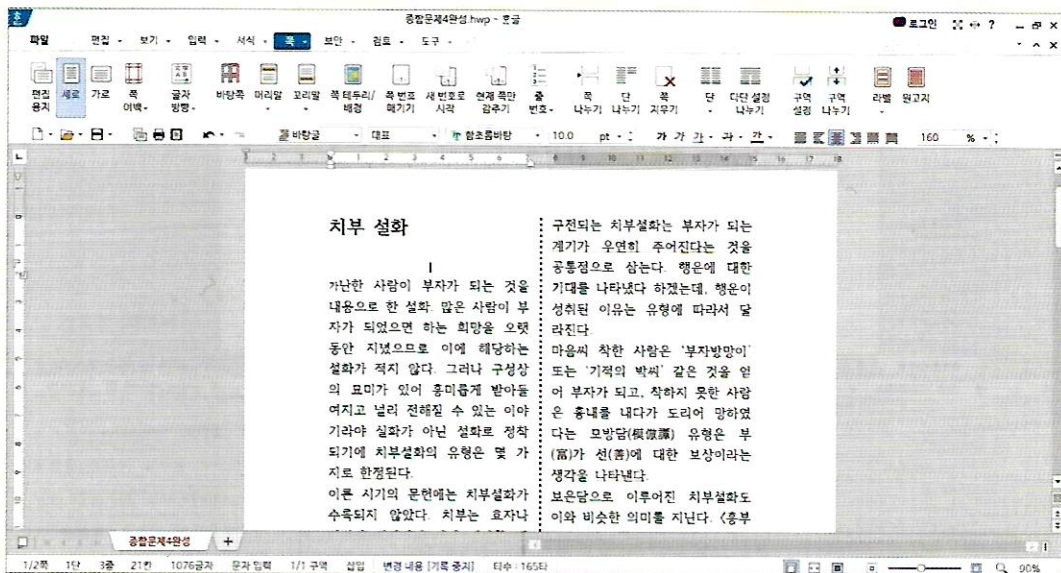 종합문제4완성.hwp - 흔글
로그인 ?
파일 편집 보기 입력 서식 쪽 보안 검토 도구
편집 용지 세로 가로 쪽 여백 글자 방향 바탕쪽 머리말 꼬리말 쪽 테두리/배경 쪽 번호 매기기 새 번호로 시작 현재 쪽만 감추기 줄 번호 쪽 나누기 단 나누기 쪽 지우기 단 다단 설정 나누기 구역 설정 구역 나누기 라벨 원고지
바탕글 대표 함초롬바탕 10.0 pt 가 가 가 가 가 160 %
치부 설화
가난한 사람이 부자가 되는 것을
내용으로 한 설화. 많은 사람이 부
자가 되었으면 하는 희망을 오랫
동안 지녔으므로 이에 해당하는
설화가 적지 않다. 그러나 구성상
의 묘미가 있어 흥미롭게 받아들
여지고 널리 전해질 수 있는 이야
기라야 실화가 아닌 설화로 정착
되기에 치부설화의 유형은 몇 가
지로 한정된다.
이른 시기의 문헌에는 치부설화가
수록되지 않았다. 치부는 효자나
구전되는 치부설화는 부자가 되는
계기가 우연히 주어진다는 것을
공통점으로 삼는다. 행운에 대한
기대를 나타냈다 하겠는데, 행운이
성취된 이유는 유형에 따라서 달
라진다.
마음씨 착한 사람은 '부자방망이'
또는 '기적의 박씨' 같은 것을 얻
어 부자가 되고, 착하지 못한 사람
은 흉내를 내다가 도리어 망하였
다는 모방담(模倣譚) 유형은 부
(富)가 선(善)에 대한 보상이라는
생각을 나타낸다.
보은담으로 이루어진 치부설화도
이와 비슷한 의미를 지닌다. 〈흥부
종합문제4완성
1/2쪽 1단 3줄 21칸 1076글자 문자 입력 1/1 구역 삽입 변경 내용 [기록 중지] 타수 : 165타 90%